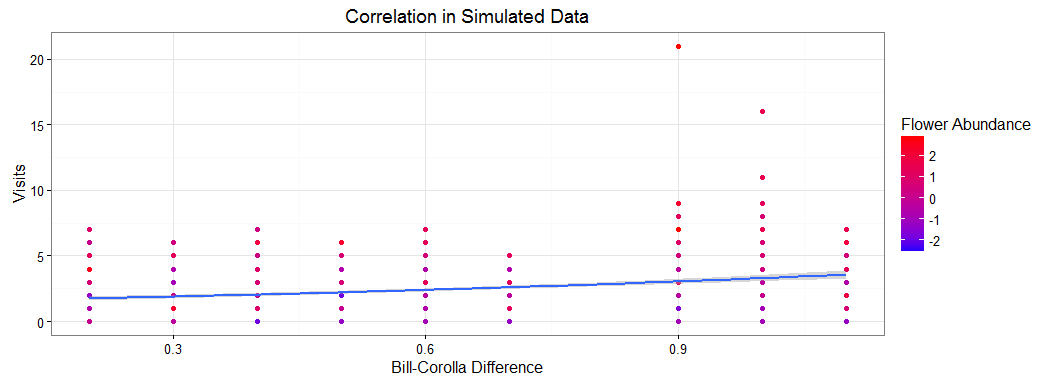 Correlation in Simulated Data
20
15
10
5
0
Visits
0.3 0.6 0.9
Bill-Corolla Difference
Flower Abundance
2
1
0
-1
-2